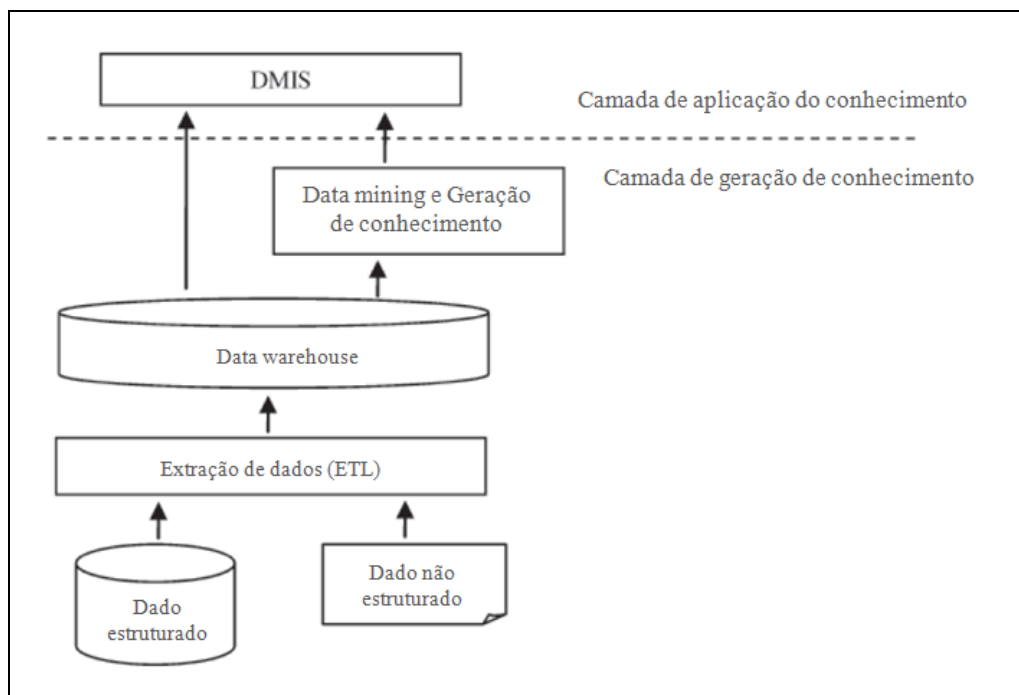 DMIS
Camada de aplicação do conhecimento
Camada de geração de conhecimento
Data mining e Geração
de conhecimento
Data warehouse
Extração de dados (ETL)
Dado
estruturado
Dado não
estruturado